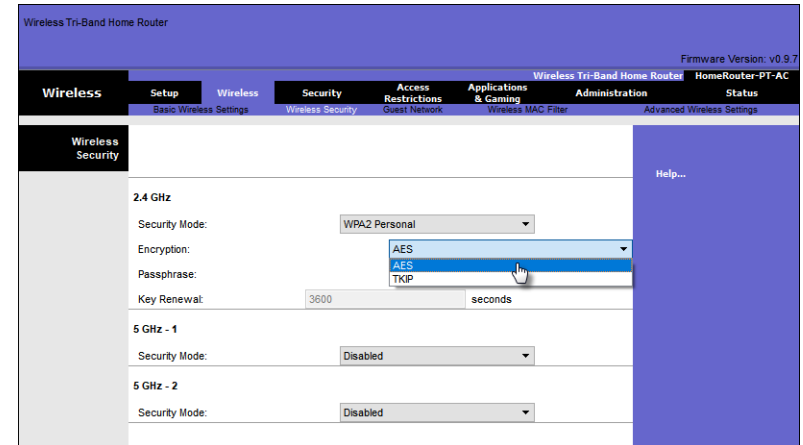 Wireless Tri-Band Home Router
Firmware Version: v0.9.7
Wireless Tri-Band Home Router HomeRouter-PT-AC
Wireless Setup Wireless Security Access Restrictions Applications & Gaming Administration Status
Basic Wireless Settings Wireless Security Guest Network Wireless MAC Filter Advanced Wireless Settings
Wireless Security
Help...
2.4 GHz
Security Mode: WPA2 Personal
Encryption: AES
AES
Passphrase:
TKIP
Key Renewal: 3600 seconds
5 GHz - 1
Security Mode: Disabled
5 GHz - 2
Security Mode: Disabled